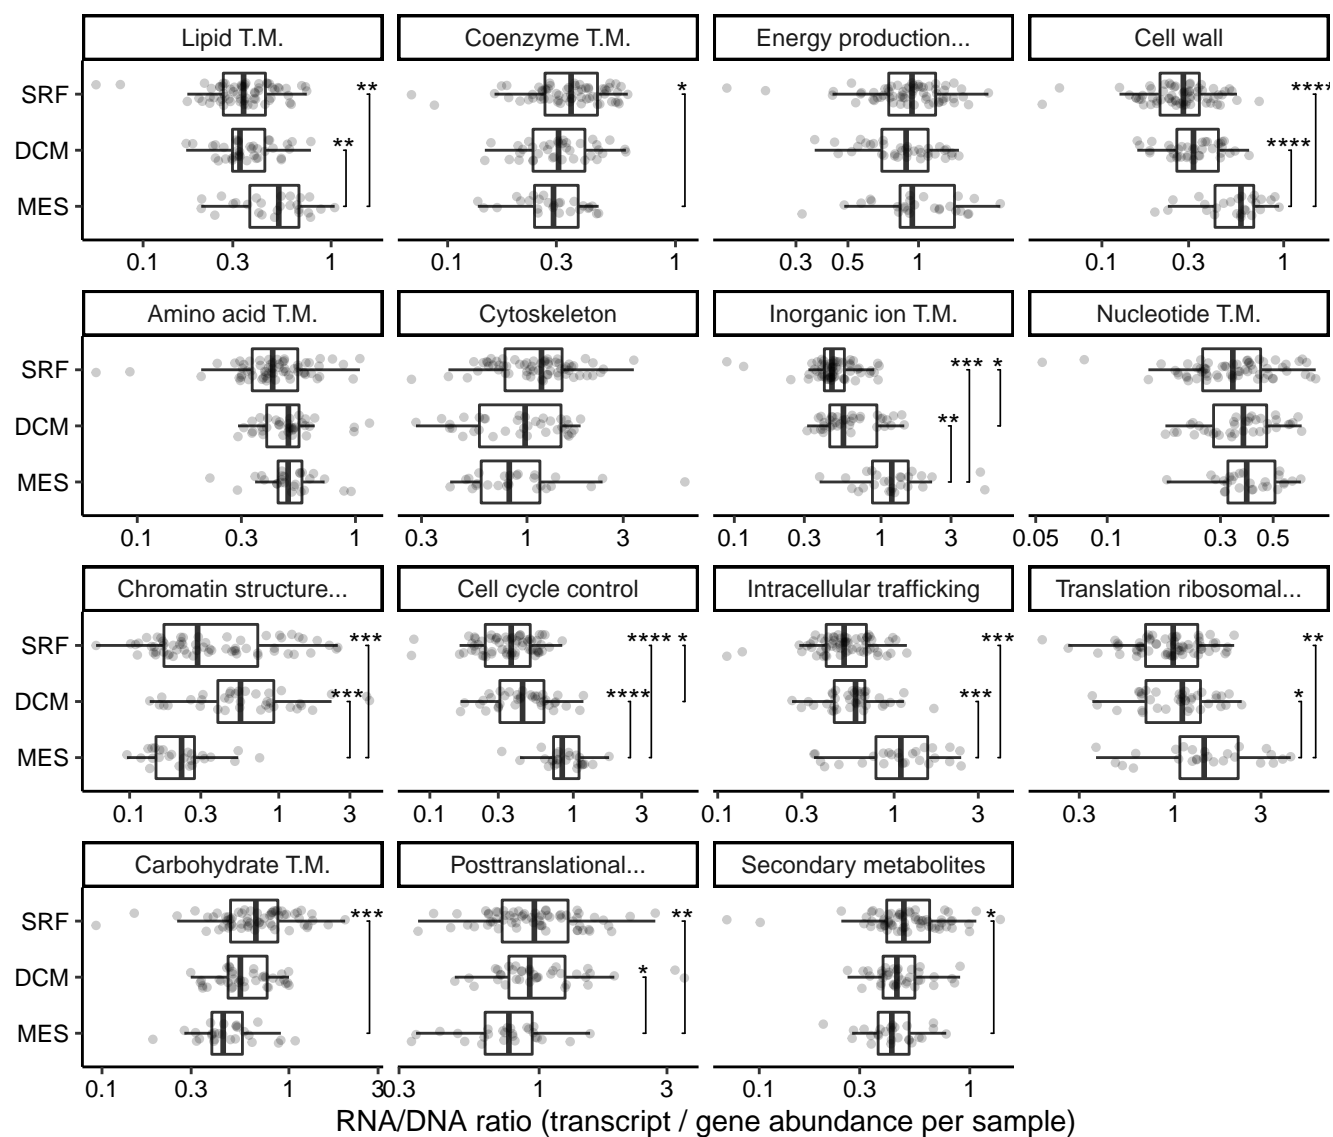 Lipid T.M.
Coenzyme T.M.
Energy production...
Cell wall
SRF
**
*
****
DCM
**
****
MES
0.1 0.3 1
0.1 0.3 1
0.3 0.5 1
0.1 0.3 1
Amino acid T.M.
Cytoskeleton
Inorganic ion T.M.
Nucleotide T.M.
SRF
*** *
DCM
**
MES
0.1 0.3 1
0.3 1 3
0.1 0.3 1 3
0.05 0.1 0.3 0.5
Chromatin structure...
Cell cycle control
Intracellular trafficking
Translation ribosomal...
SRF
***
**** *
***
**
DCM
***
****
***
*
MES
0.1 0.3 1 3
0.1 0.3 1
0.1 0.3 1 3
0.3 1 3
Carbohydrate T.M.
Posttranslational...
Secondary metabolites
SRF
***
**
*
DCM
*
MES
0.1 0.3 1 3
0.3 1 3
0.1 0.3 1
RNA/DNA ratio (transcript / gene abundance per sample)